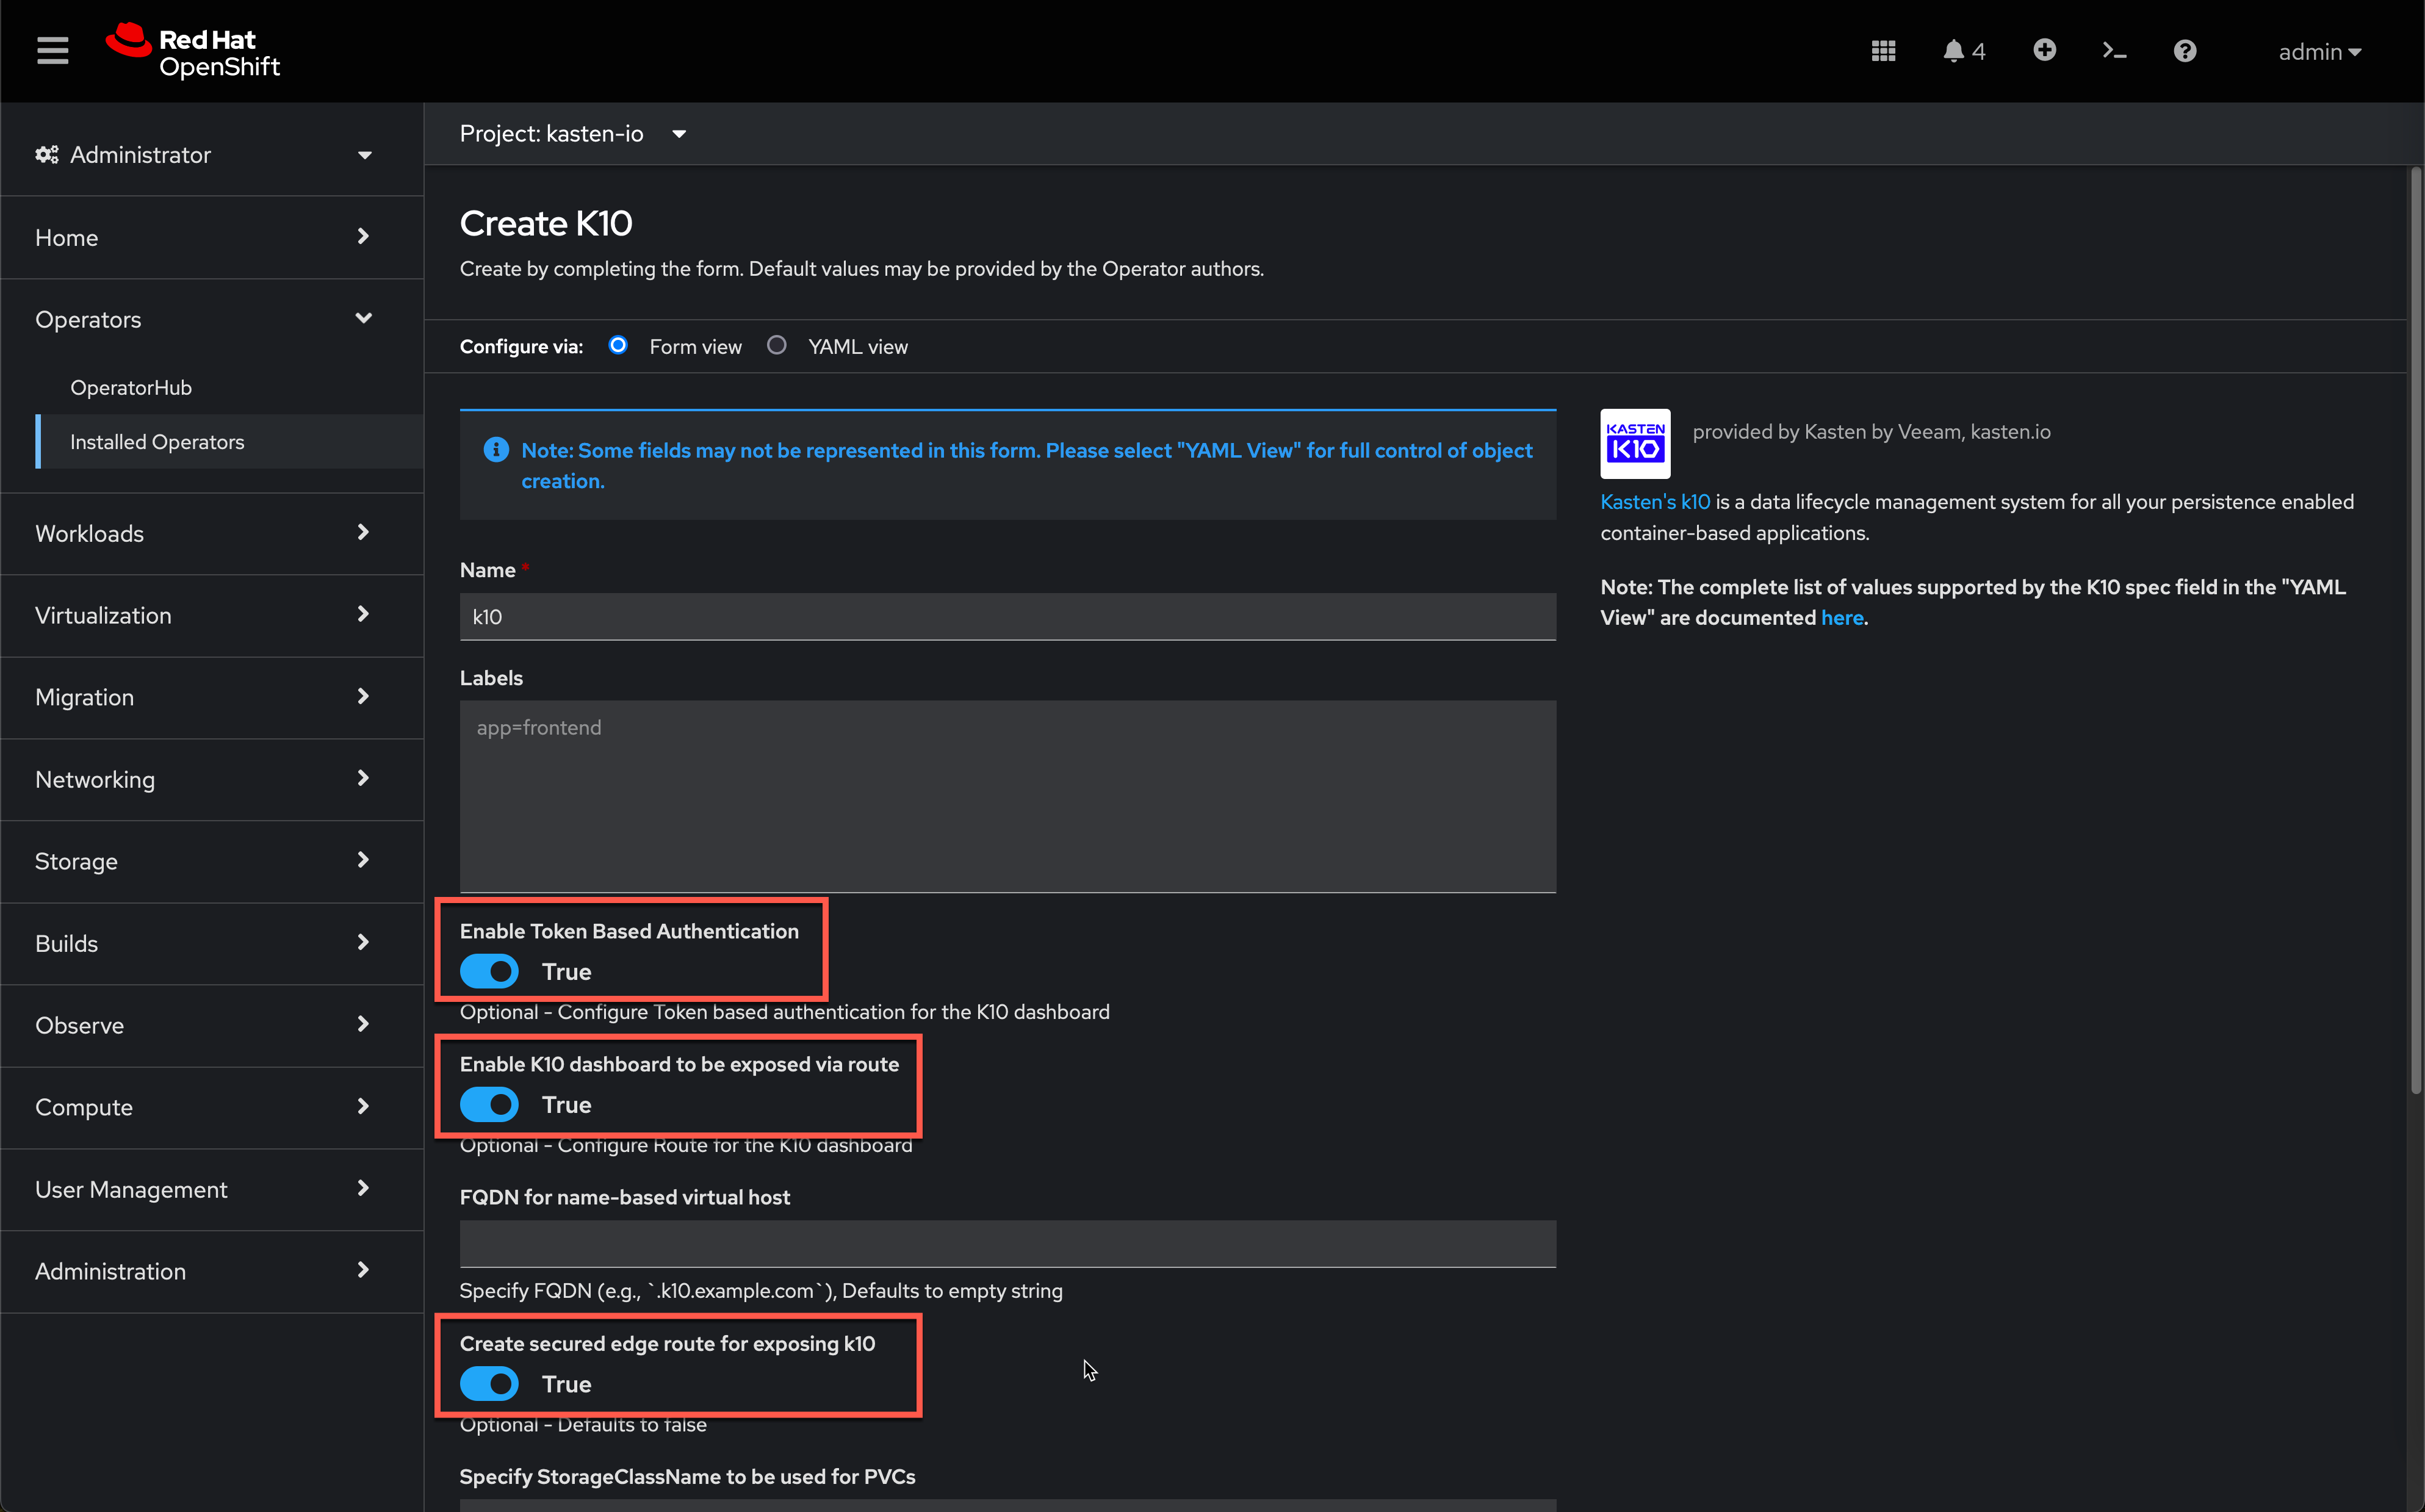 Red Hat
OpenShift
4
admin
Administrator
Home
Operators
OperatorHub
Installed Operators
Workloads
Virtualization
Migration
Networking
Storage
Builds
Observe
Compute
User Management
Administration
Project: kasten-io
Create K10
Create by completing the form. Default values may be provided by the Operator authors.
Configure via: Form view YAML view
Note: Some fields may not be represented in this form. Please select "YAML View" for full control of object
creation.
Name *
k10
Labels
app=frontend
Enable Token Based Authentication
True
Optional - Configure Token based authentication for the K10 dashboard
Enable K10 dashboard to be exposed via route
True
Optional - Configure Route for the K10 dashboard
FQDN for name-based virtual host
Specify FQDN (e.g., `.k10.example.com`), Defaults to empty string
Create secured edge route for exposing k10
True
Optional - Defaults to false
Specify StorageClassName to be used for PVCs
KASTEN
K10
provided by Kasten by Veeam, kasten.io
Kasten's k10 is a data lifecycle management system for all your persistence enabled
container-based applications.
Note: The complete list of values supported by the K10 spec field in the "YAML
View" are documented here.